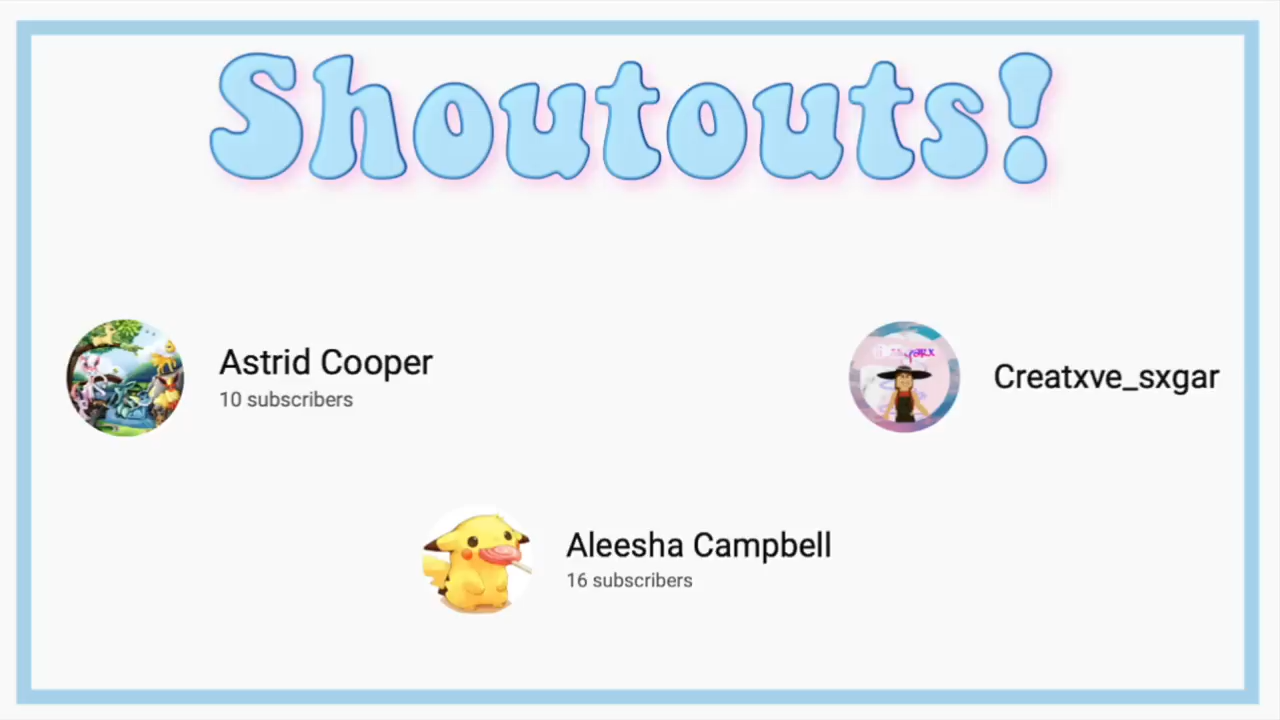 Shoutouts!
Astrid Cooper
10 subscribers
Creatxve_sxgar
Aleesha Campbell
16 subscribers